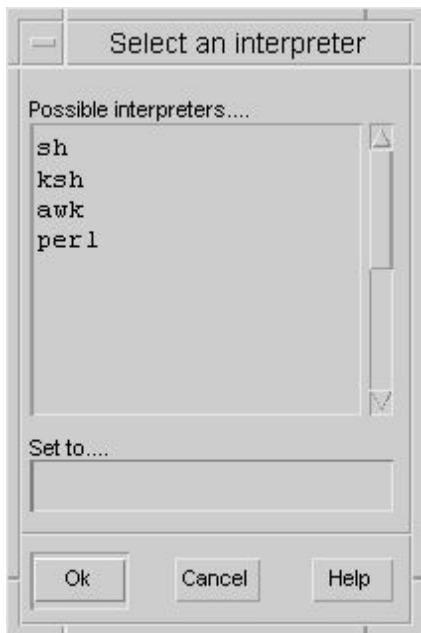 Select an interpreter
Possible interpreters....
sh
ksh
awk
perl
Set to....
Ok Cancel Help